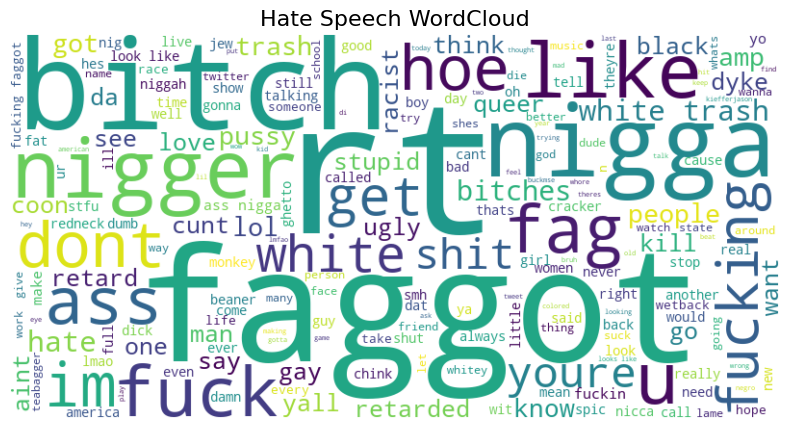 Hate Speech WordCloud
fucking faggot
got
nig
live
jew
trash
good
hoe
like
think
black
yo
bitch
hes
look like
name
race
twitter
still
school
racist
tell
die
music
theyre
whats
amp
niggah
show
talking
da
time
gonna
someone
boy
day
oh
dyke
wanna
well
try
queer
better
white trash
fat
see
love
pussy
rt
shes
god
dude
nigga
kiefferjason
nigger
ur
ill
stupid
cant
cause
coon
stfu
ass nigga
ghetto
called
bad
bitches
get
thats
cracker
redneck
dumb
cunt
lol
ugly
fag
people
watch state
around
dont
way
white
shit
girl
kill
real
monkey
women
never
stop
fucking
want
retard
faggot
person
smh
right
another
make
beaner
many
face
dat
wetback
ass
come
friend
little
said
would
go
going
work
give
hate
full
dick
man
life
guy
take
shut
ya
always
thing
back
suck
look
aint
teabagger
lmao
one
ever
say
gay
chink
whitey
youre
u
really
new
im
even
fuck
every
let
mean
fuckin
need
america
damn
yall
retarded
wit
know
spic
nicca
call
lame
hope